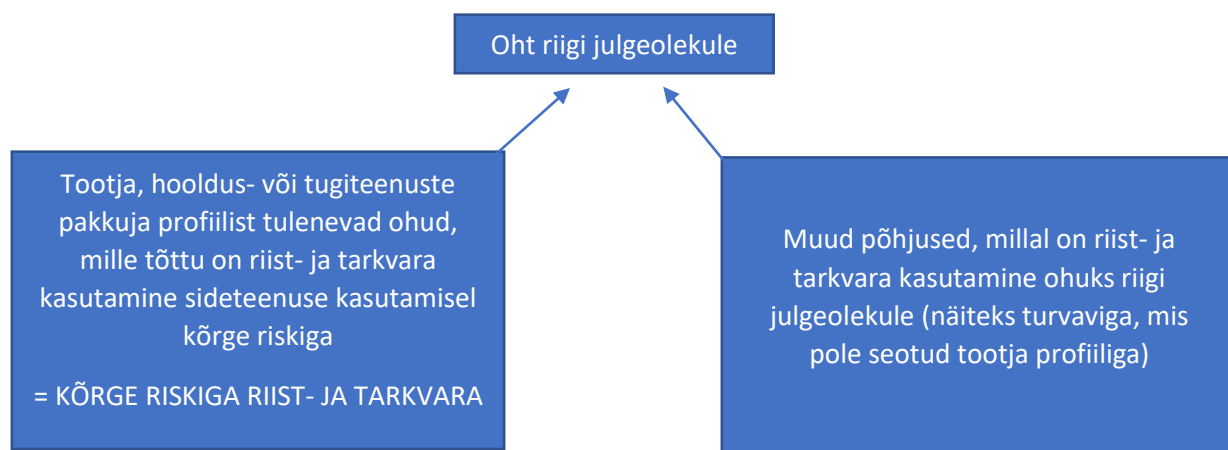 Oht riigi julgeolekule
Tootja, hooldus- või tugiteenuste
pakkuja profiilist tulenevad ohud,
mille tõttu on riist- ja tarkvara
kasutamine sideteenuse kasutamisel
kõrge riskiga
= KÕRGE RISKIGA RIIST- JA TARKVARA
Muud põhjused, millal on riist- ja
tarkvara kasutamine ohuks riigi
julgeolekule (näiteks turvaviga, mis
pole seotud tootja profiiliga)